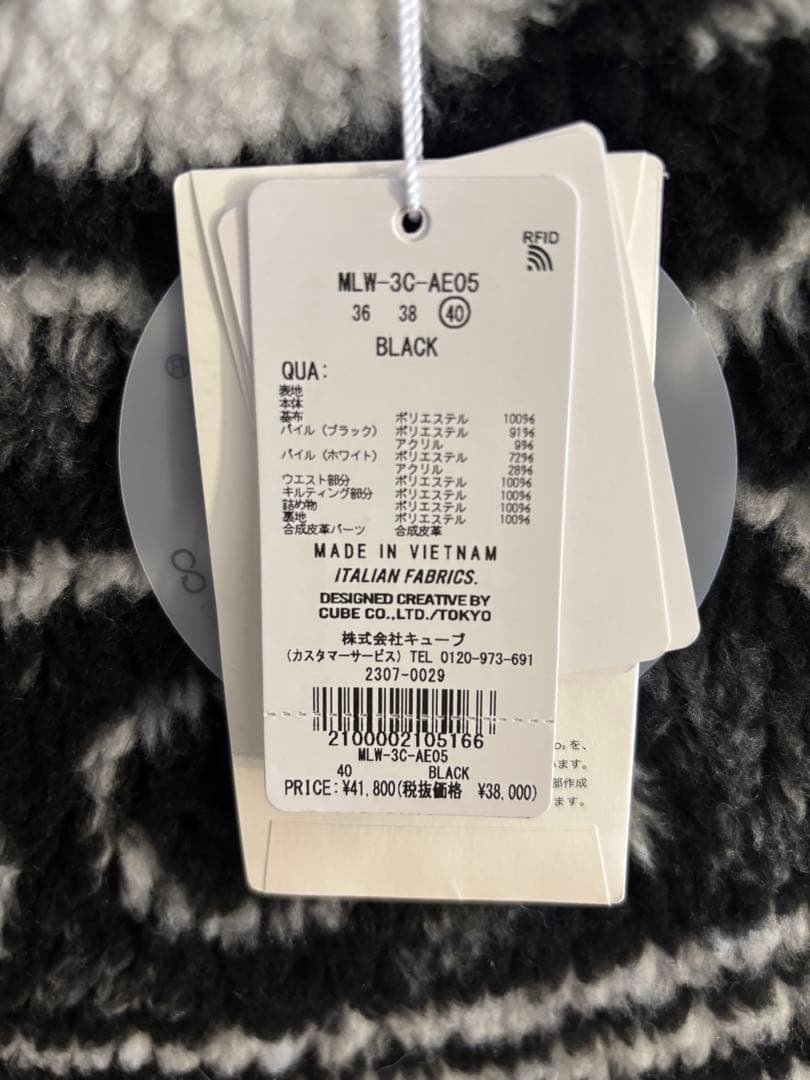 RFID
MLW-3C-AE05
36 38 40
BLACK
QUA:
表地
本体
基布 ポリエステル 100%
パイル(ブラック) ポリエステル 91%
アクリル 9%
パイル(ホワイト) ポリエステル 72%
アクリル 28%
ウエスト部分 ポリエステル 100%
キルティング部分 ポリエステル 100%
詰め物 ポリエステル 100%
裏地 ポリエステル 100%
合成皮革パーツ 合成皮革
MADE IN VIETNAM
ITALIAN FABRICS.
DESIGNED CREATIVE BY
CUBE CO.,LTD./TOKYO
株式会社キューブ
(カスタマーサービス) TEL 0120-973-691
2307-0029
2100002105166
MLW-3C-AE05
40 BLACK
PRICE:¥41,800(税抜価格 ¥38,000)
を、
ます。
部作成
ます。
®